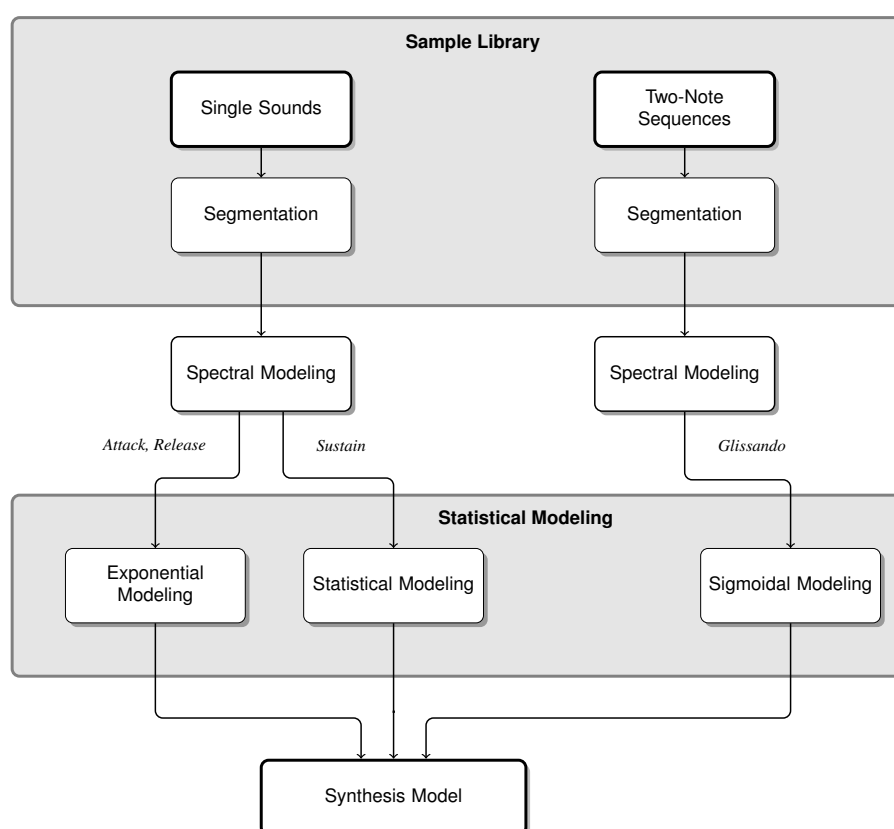 Sample Library
Single Sounds
Two-Note
Sequences
Segmentation
Segmentation
Spectral Modeling
Spectral Modeling
Attack, Release
Sustain
Glissando
Statistical Modeling
Exponential
Modeling
Statistical Modeling
Sigmoidal Modeling
Synthesis Model